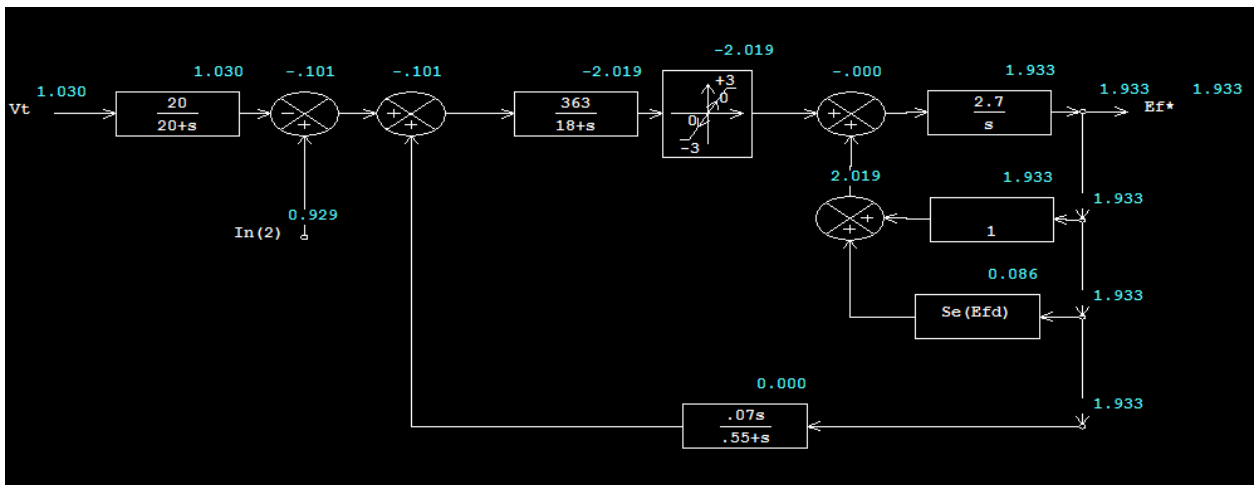 -2.019
1.030 -.101 -.101 -2.019 -.000 1.933
1.030 1.933 1.933
Vt 20 363 +3 2.7 Ef*
20+s - + + + 18+s 0 0 -3 + + s
2.019 1.933
1.933
0.929
In(2) + + 1
0.086
1.933
Se(Efd)
0.000
1.933
.07s
.55+s